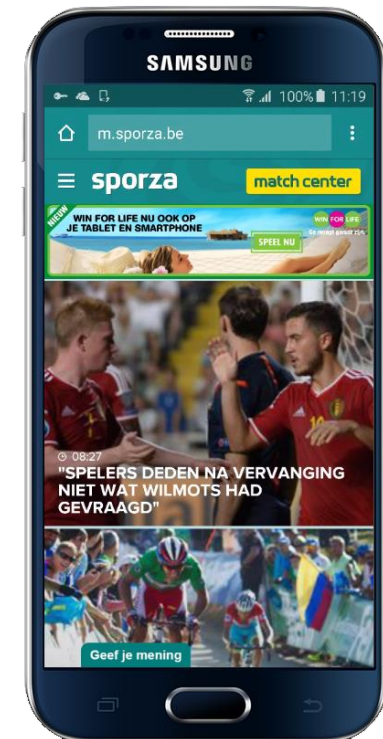 SAMSUNG
100% 11:19
m.sporza.be
sporza
match center
NIEUW
WIN FOR LIFE NU OOK OP
JE TABLET EN SMARTPHONE
WIN FOR LIFE
SPEEL NU
08:27
"SPELERS DEDEN NA VERVANGING
NIET WAT WILMOTS HAD
GEVRAAGD"
10
Geef je mening